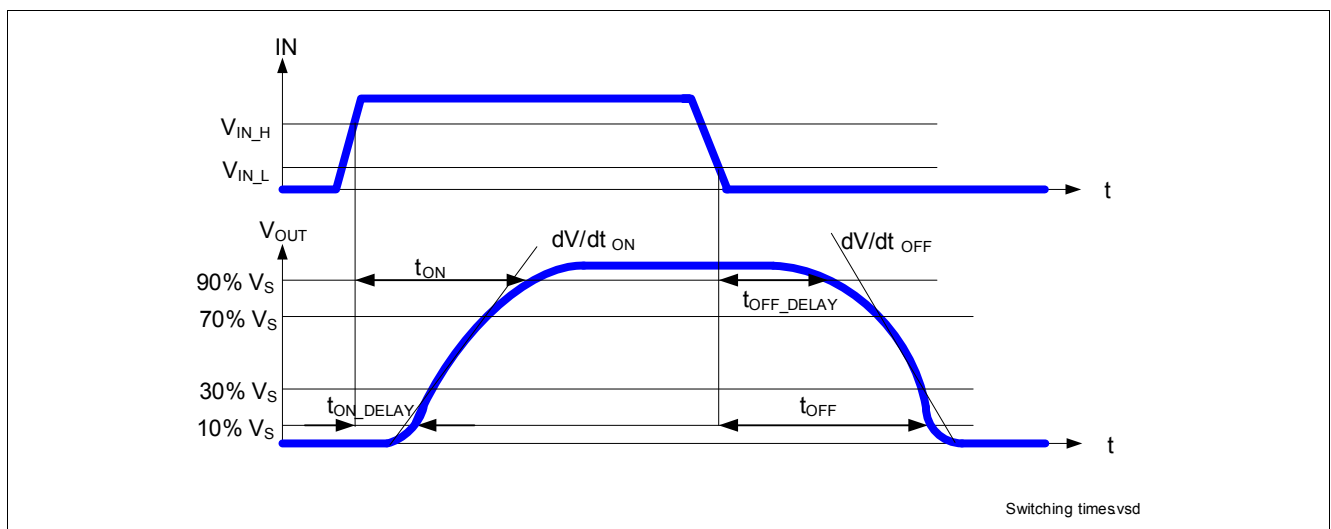 IN
V_IN_H
V_IN_L
t
V_OUT
dV/dt ON
dV/dt OFF
90% V_S
t_ON
t_OFF_DELAY
70% V_S
30% V_S
t_ON_DELAY
t_OFF
10% V_S
t
Switching times.vsd